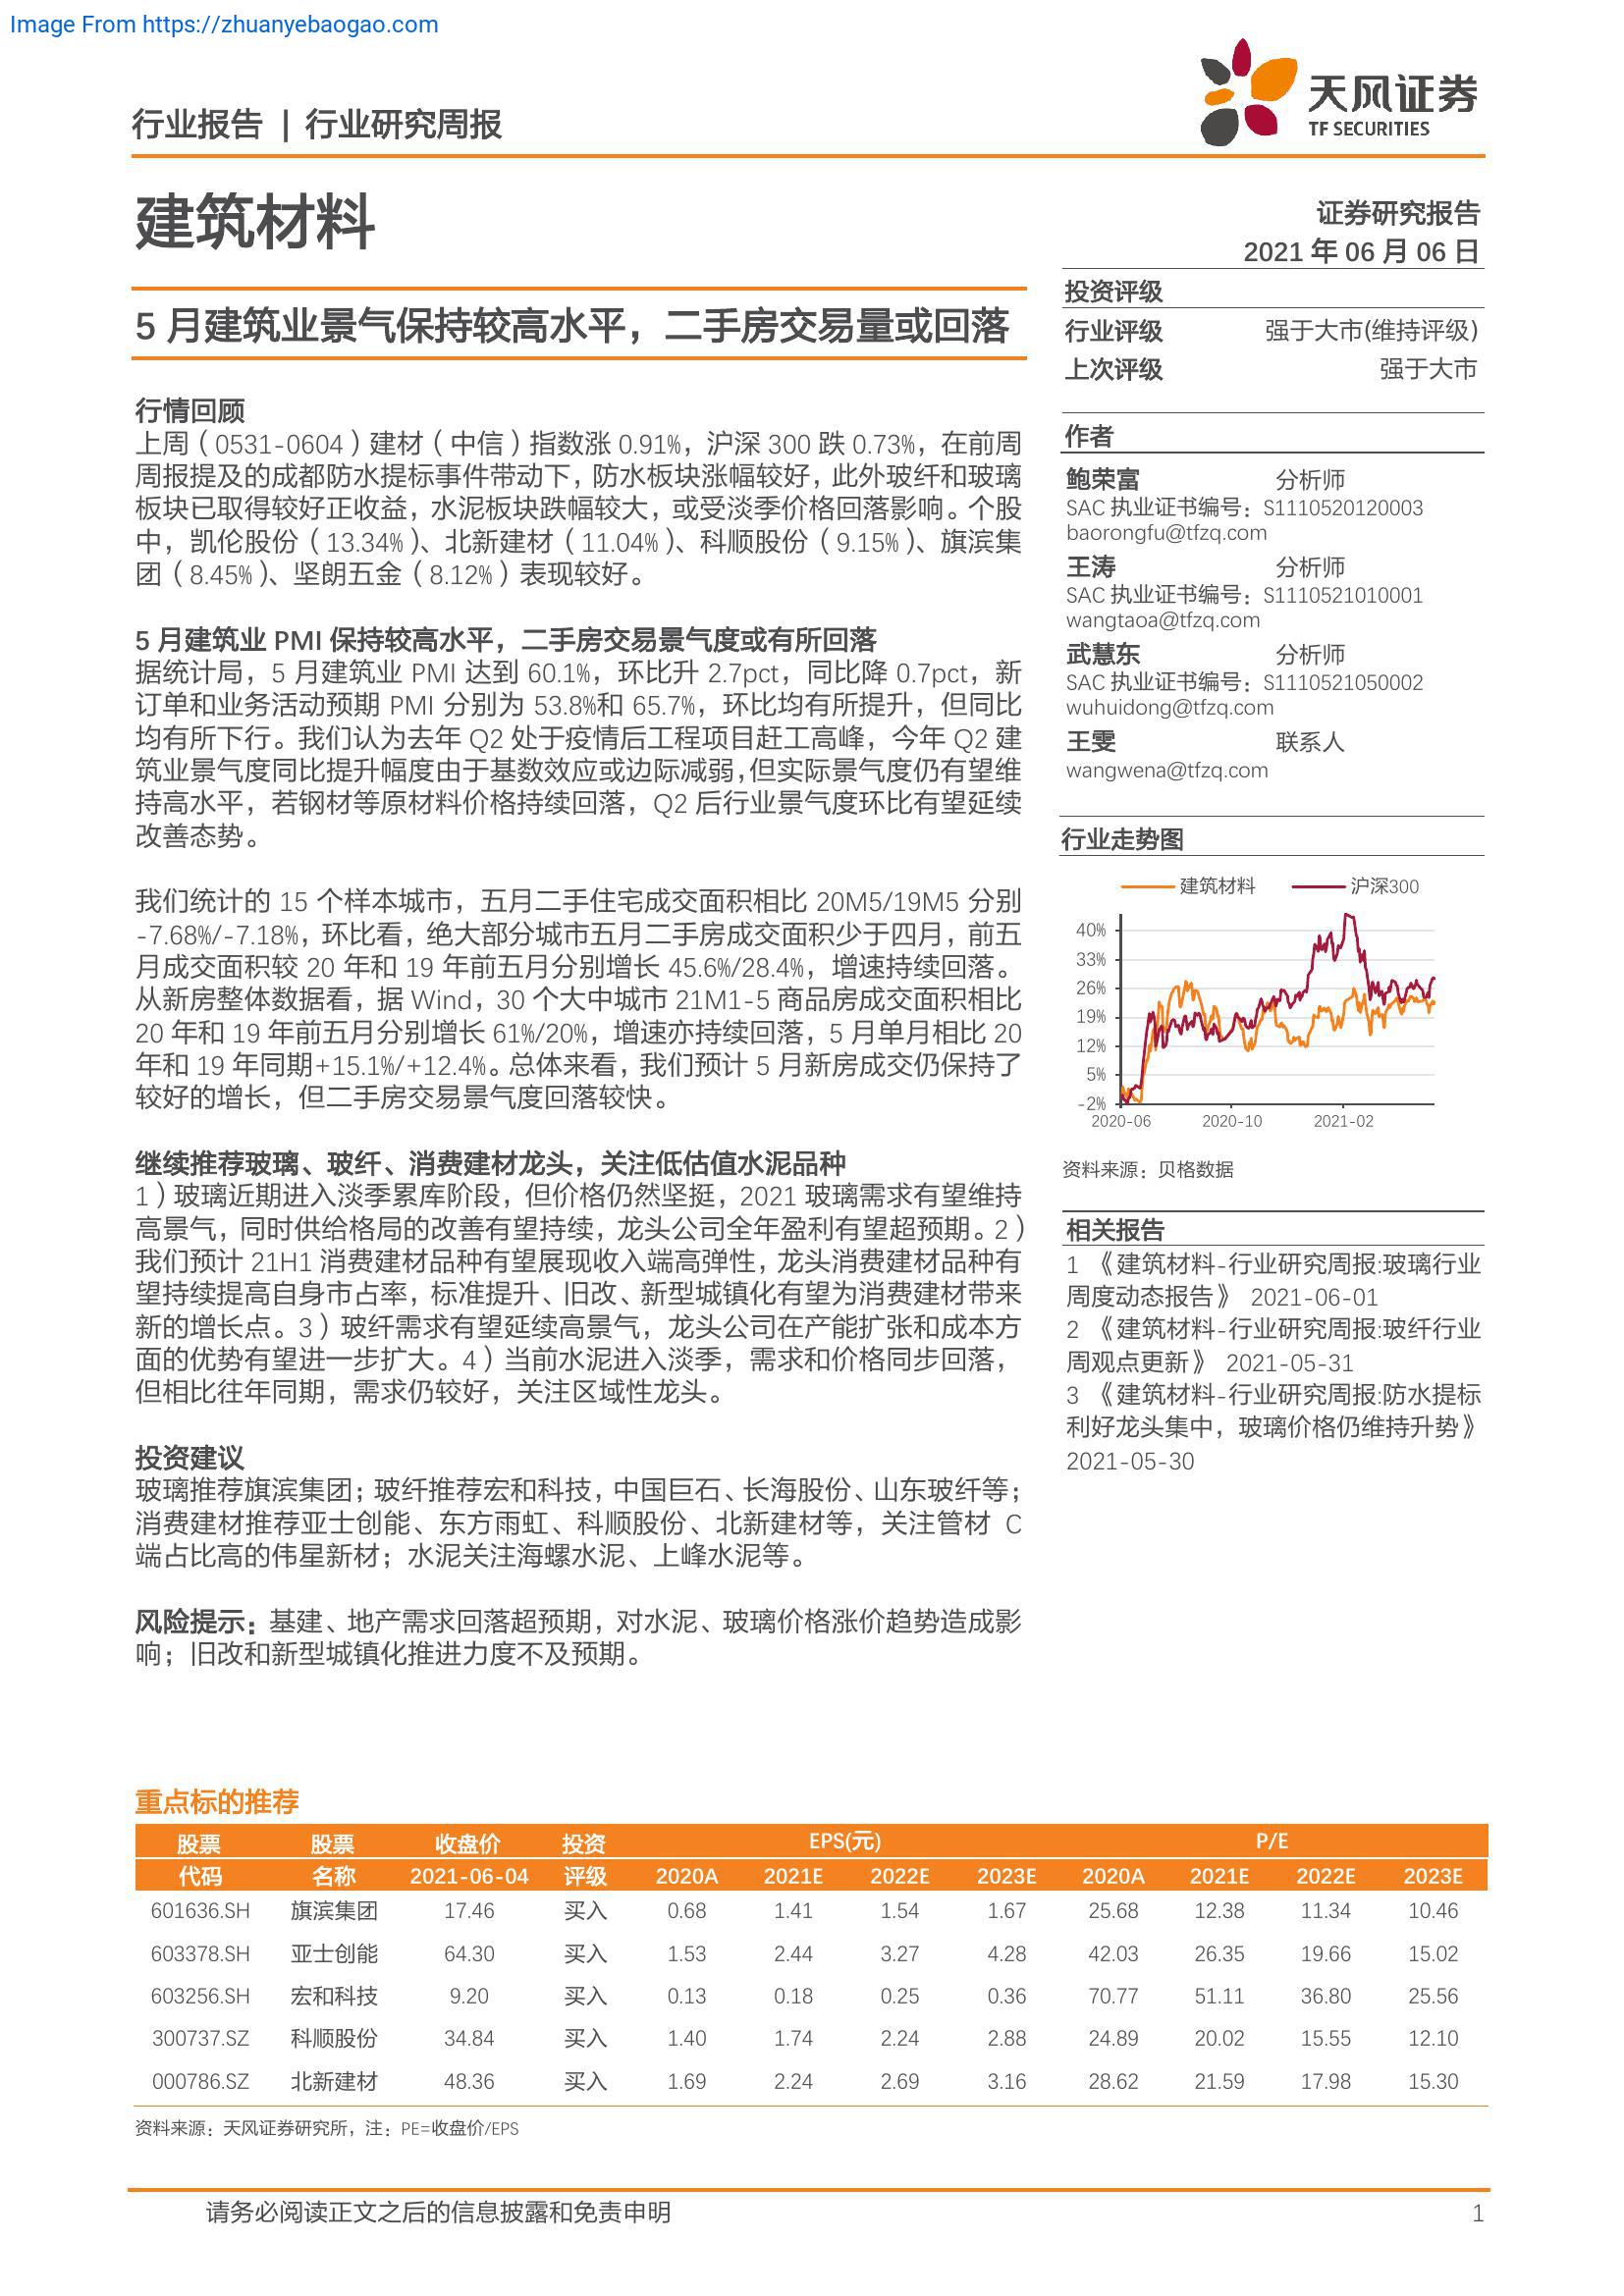 Image From https://zhuanyebaogao.com
天风证券
TF SECURITIES
行业报告 | 行业研究周报
建筑材料
证券研究报告
2021 年 06 月 06 日
5 月建筑业景气保持较高水平，二手房交易量或回落
行情回顾
上周（0531-0604）建材（中信）指数涨 0.91%，沪深 300 跌 0.73%，在前周
周报提及的成都防水提标事件带动下，防水板块涨幅较好，此外玻纤和玻璃
板块已取得较好正收益，水泥板块跌幅较大，或受淡季价格回落影响。个股
中，凯伦股份（13.34%）、北新建材（11.04%）、科顺股份（9.15%）、旗滨集
团（8.45%）、坚朗五金（8.12%）表现较好。
5 月建筑业 PMI 保持较高水平，二手房交易景气度或有所回落
据统计局，5 月建筑业 PMI 达到 60.1%，环比升 2.7pct，同比降 0.7pct，新
订单和业务活动预期 PMI 分别为 53.8%和 65.7%，环比均有所提升，但同比
均有所下行。我们认为去年 Q2 处于疫情后工程项目赶工高峰，今年 Q2 建
筑业景气度同比提升幅度由于基数效应或边际减弱，但实际景气度仍有望维
持高水平，若钢材等原材料价格持续回落，Q2 后行业景气度环比有望延续
改善态势。
我们统计的 15 个样本城市，五月二手住宅成交面积相比 20M5/19M5 分别
-7.68%/-7.18%，环比看，绝大部分城市五月二手房成交面积少于四月，前五
月成交面积较 20 年和 19 年前五月分别增长 45.6%/28.4%，增速持续回落。
从新房整体数据看，据 Wind，30 个大中城市 21M1-5 商品房成交面积相比
20 年和 19 年前五月分别增长 61%/20%，增速亦持续回落，5 月单月相比 20
年和 19 年同期+15.1%/+12.4%。总体来看，我们预计 5 月新房成交仍保持了
较好的增长，但二手房交易景气度回落较快。
继续推荐玻璃、玻纤、消费建材龙头，关注低估值水泥品种
1）玻璃近期进入淡季累库阶段，但价格仍然坚挺，2021 玻璃需求有望维持
高景气，同时供给格局的改善有望持续，龙头公司全年盈利有望超预期。2）
我们预计 21H1 消费建材品种有望展现收入端高弹性，龙头消费建材品种有
望持续提高自身市占率，标准提升、旧改、新型城镇化有望为消费建材带来
新的增长点。3）玻纤需求有望延续高景气，龙头公司在产能扩张和成本方
面的优势有望进一步扩大。4）当前水泥进入淡季，需求和价格同步回落，
但相比往年同期，需求仍较好，关注区域性龙头。
投资建议
玻璃推荐旗滨集团；玻纤推荐宏和科技，中国巨石、长海股份、山东玻纤等；
消费建材推荐亚士创能、东方雨虹、科顺股份、北新建材等，关注管材 C
端占比高的伟星新材；水泥关注海螺水泥、上峰水泥等。
风险提示：基建、地产需求回落超预期，对水泥、玻璃价格涨价趋势造成影
响；旧改和新型城镇化推进力度不及预期。
投资评级
行业评级 强于大市(维持评级)
上次评级 强于大市
作者
鲍荣富 分析师
SAC 执业证书编号：S1110520120003
baorongfu@tfzq.com
王涛 分析师
SAC 执业证书编号：S1110521010001
wangtaoa@tfzq.com
武慧东 分析师
SAC 执业证书编号：S1110521050002
wuhuidong@tfzq.com
王雯 联系人
wangwena@tfzq.com
行业走势图
建筑材料 沪深300
40%
33%
26%
19%
12%
5%
-2%
2020-06 2020-10 2021-02
资料来源：贝格数据
相关报告
1 《建筑材料-行业研究周报:玻璃行业
周度动态报告》 2021-06-01
2 《建筑材料-行业研究周报:玻纤行业
周观点更新》 2021-05-31
3 《建筑材料-行业研究周报:防水提标
利好龙头集中，玻璃价格仍维持升势》
2021-05-30
重点标的推荐
股票 股票 收盘价 投资 EPS(元) P/E
代码 名称 2021-06-04 评级 2020A 2021E 2022E 2023E 2020A 2021E 2022E 2023E
601636.SH 旗滨集团 17.46 买入 0.68 1.41 1.54 1.67 25.68 12.38 11.34 10.46
603378.SH 亚士创能 64.30 买入 1.53 2.44 3.27 4.28 42.03 26.35 19.66 15.02
603256.SH 宏和科技 9.20 买入 0.13 0.18 0.25 0.36 70.77 51.11 36.80 25.56
300737.SZ 科顺股份 34.84 买入 1.40 1.74 2.24 2.88 24.89 20.02 15.55 12.10
000786.SZ 北新建材 48.36 买入 1.69 2.24 2.69 3.16 28.62 21.59 17.98 15.30
资料来源：天风证券研究所，注：PE=收盘价/EPS
请务必阅读正文之后的信息披露和免责申明 1